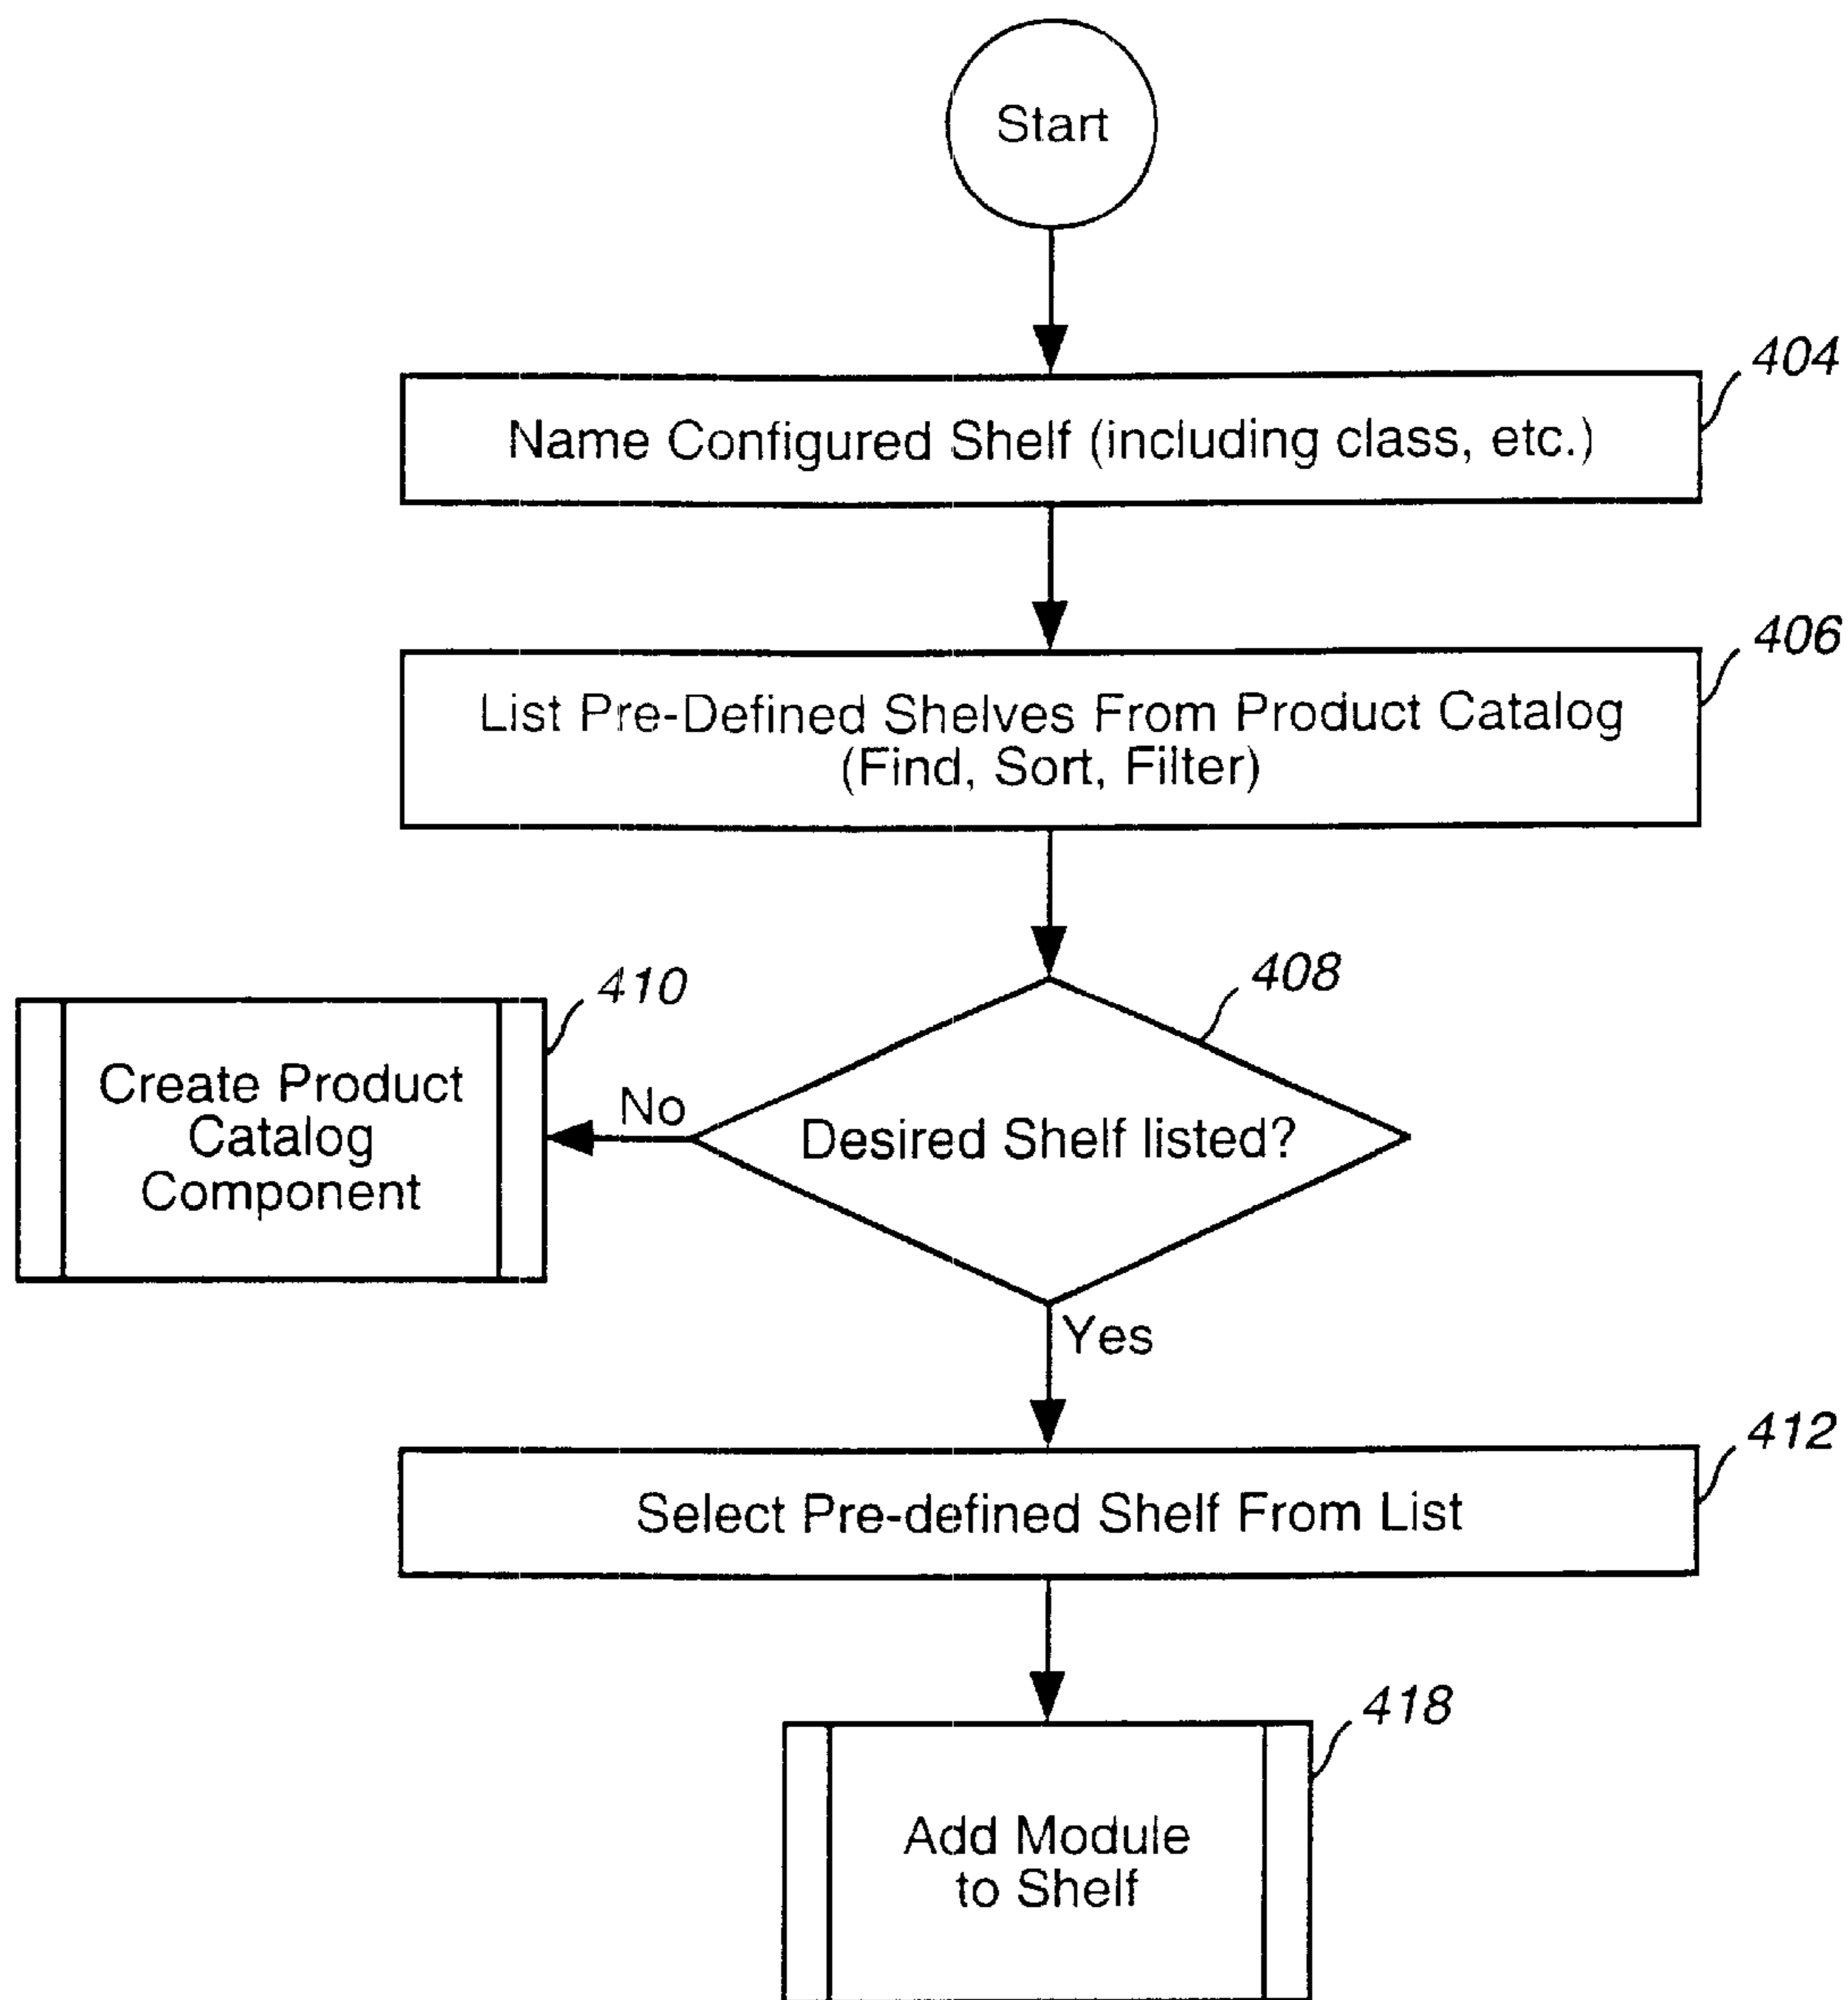 Start
404
Name Configured Shelf (including class, etc.)
406
List Pre-Defined Shelves From Product Catalog
(Find, Sort, Filter)
408
410
Create Product
Catalog
Component
No
Desired Shelf listed?
Yes
412
Select Pre-defined Shelf From List
418
Add Module
to Shelf